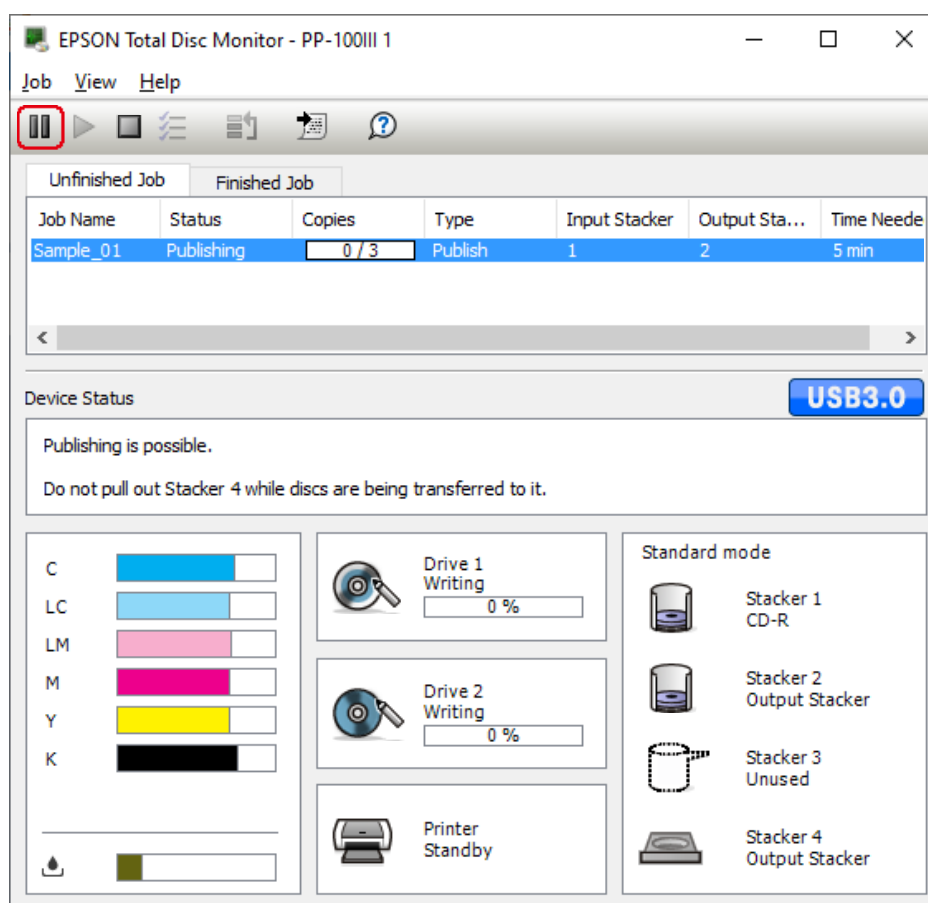 EPSON Total Disc Monitor - PP-100III 1
Job View Help
Unfinished Job Finished Job
Job Name Status Copies Type Input Stacker Output Sta... Time Neede
Sample_01 Publishing 0 / 3 Publish 1 2 5 min
Device Status USB3.0
Publishing is possible.
Do not pull out Stacker 4 while discs are being transferred to it.
C
LC
LM
M
Y
K
Drive 1
Writing
0 %
Drive 2
Writing
0 %
Printer
Standby
Standard mode
Stacker 1
CD-R
Stacker 2
Output Stacker
Stacker 3
Unused
Stacker 4
Output Stacker